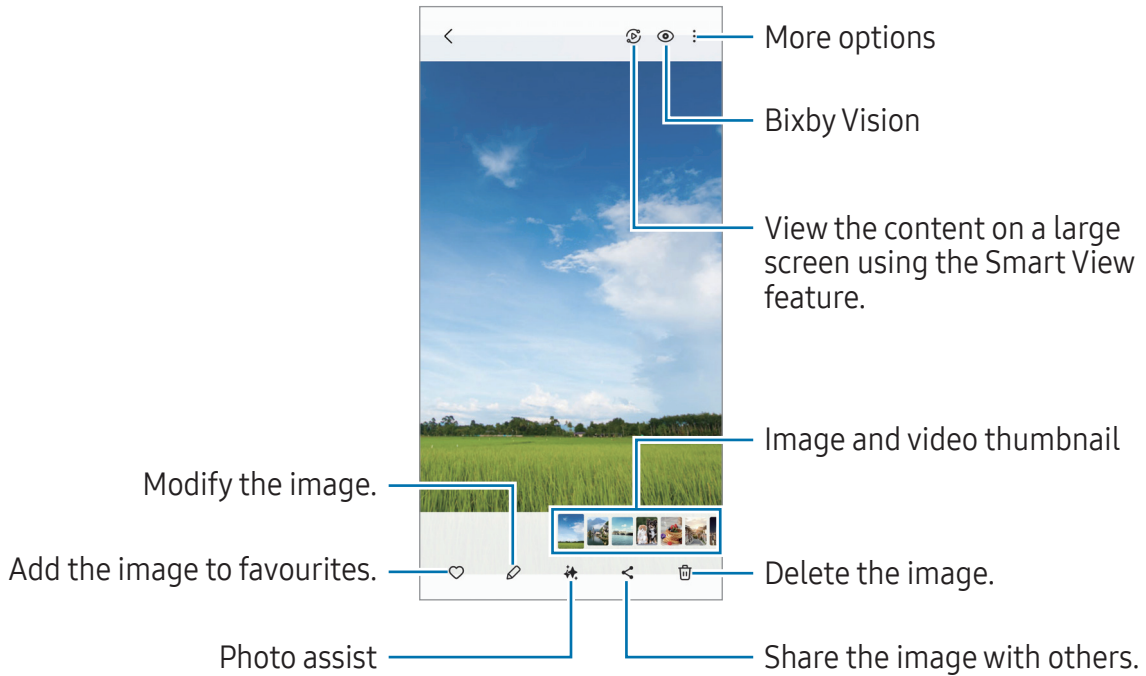 More options
Bixby Vision
View the content on a large
screen using the Smart View
feature.
Image and video thumbnail
Modify the image.
Add the image to favourites.
Delete the image.
Photo assist
Share the image with others.